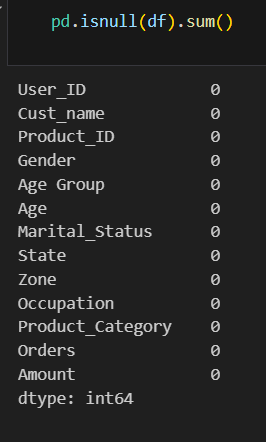 pd.isnull(df).sum()
User_ID 0
Cust_name 0
Product_ID 0
Gender 0
Age Group 0
Age 0
Marital_Status 0
State 0
Zone 0
Occupation 0
Product_Category 0
Orders 0
Amount 0
dtype: int64